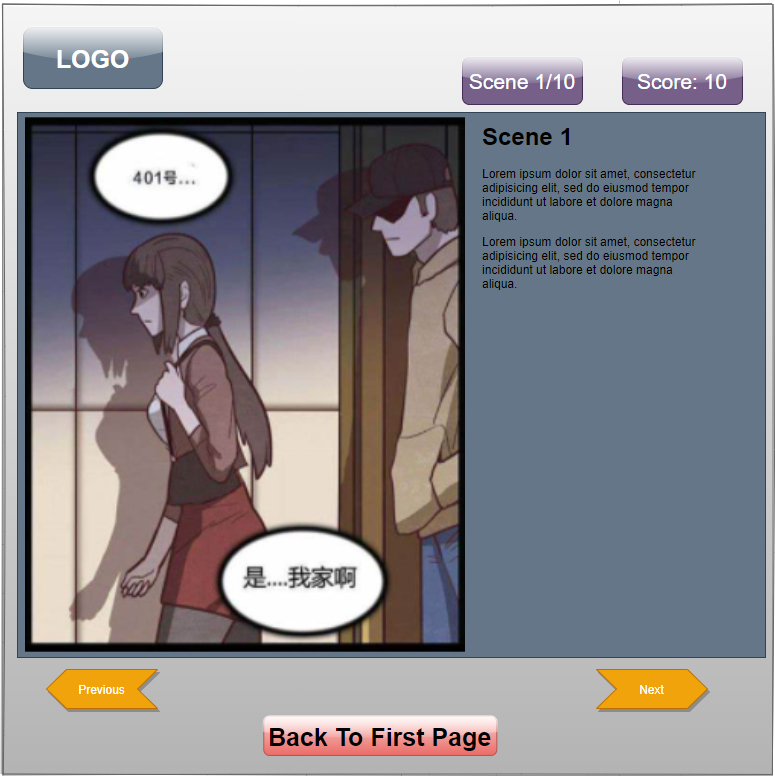 LOGO
Scene 1/10
Score: 10
401号...
是....我家啊
Scene 1
Lorem ipsum dolor sit amet, consectetur
adipisicing elit, sed do eiusmod tempor
incididunt ut labore et dolore magna
aliqua.
Lorem ipsum dolor sit amet, consectetur
adipisicing elit, sed do eiusmod tempor
incididunt ut labore et dolore magna
aliqua.
Previous
Next
Back To First Page